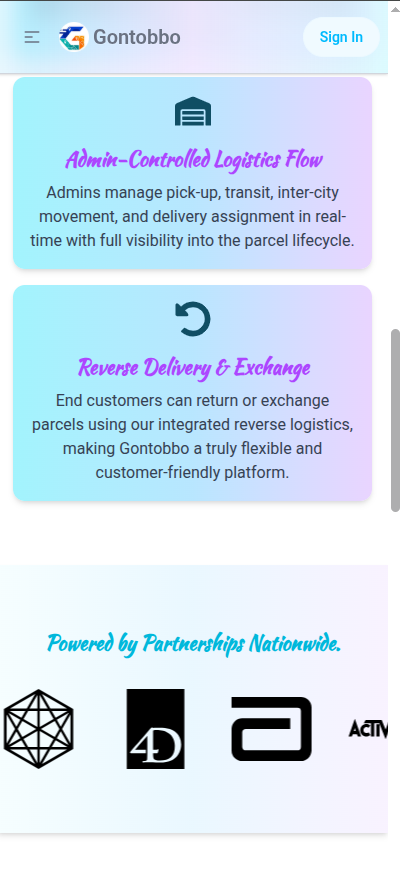 Gontobbo
Sign In
Admin-Controlled Logistics Flow
Admins manage pick-up, transit, inter-city
movement, and delivery assignment in real-
time with full visibility into the parcel lifecycle.
Reverse Delivery & Exchange
End customers can return or exchange
parcels using our integrated reverse logistics,
making Gontobbo a truly flexible and
customer-friendly platform.
Powered by Partnerships Nationwide.
4D